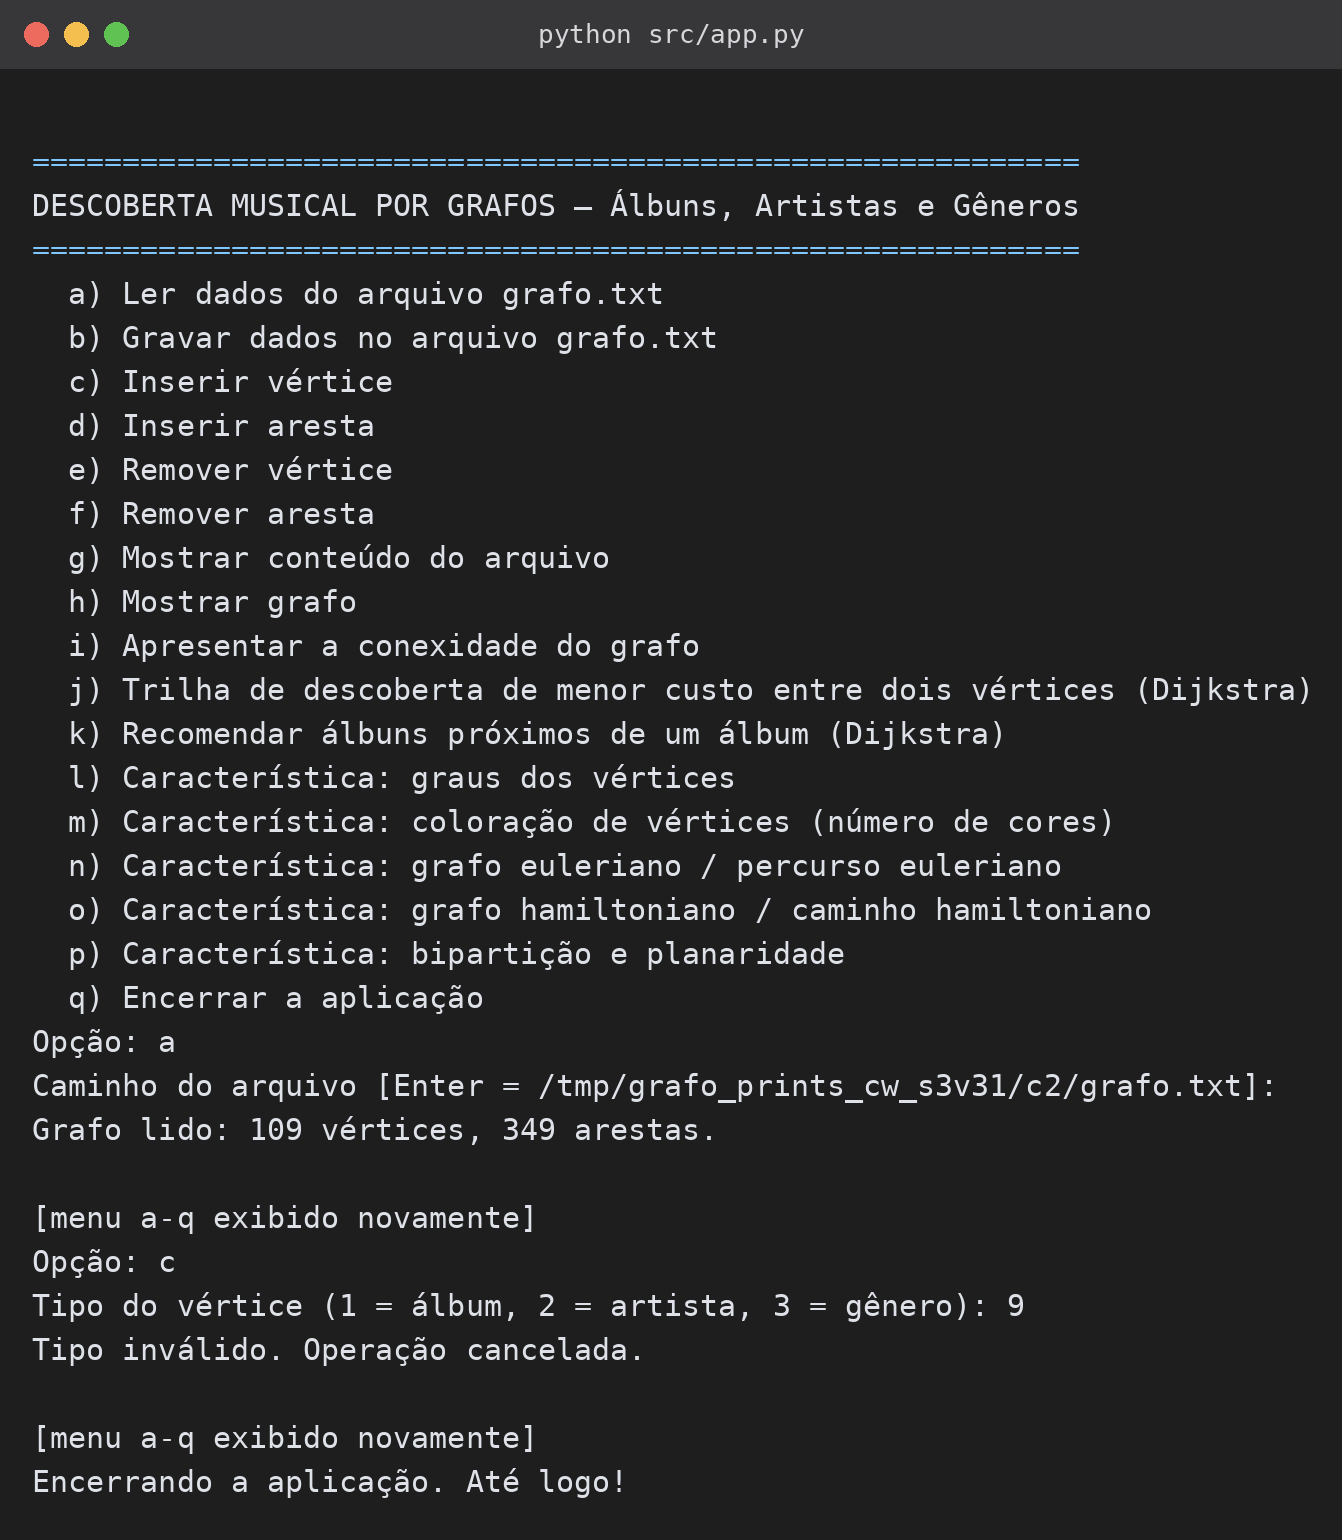 python src/app.py
==========================================================
DESCOBERTA MUSICAL POR GRAFOS — Álbuns, Artistas e Gêneros
==========================================================
  a) Ler dados do arquivo grafo.txt
  b) Gravar dados no arquivo grafo.txt
  c) Inserir vértice
  d) Inserir aresta
  e) Remover vértice
  f) Remover aresta
  g) Mostrar conteúdo do arquivo
  h) Mostrar grafo
  i) Apresentar a conexidade do grafo
  j) Trilha de descoberta de menor custo entre dois vértices (Dijkstra)
  k) Recomendar álbuns próximos de um álbum (Dijkstra)
  l) Característica: graus dos vértices
  m) Característica: coloração de vértices (número de cores)
  n) Característica: grafo euleriano / percurso euleriano
  o) Característica: grafo hamiltoniano / caminho hamiltoniano
  p) Característica: bipartição e planaridade
  q) Encerrar a aplicação
Opção: a
Caminho do arquivo [Enter = /tmp/grafo_prints_cw_s3v31/c2/grafo.txt]:
Grafo lido: 109 vértices, 349 arestas.
[menu a-q exibido novamente]
Opção: c
Tipo do vértice (1 = álbum, 2 = artista, 3 = gênero): 9
Tipo inválido. Operação cancelada.
[menu a-q exibido novamente]
Encerrando a aplicação. Até logo!